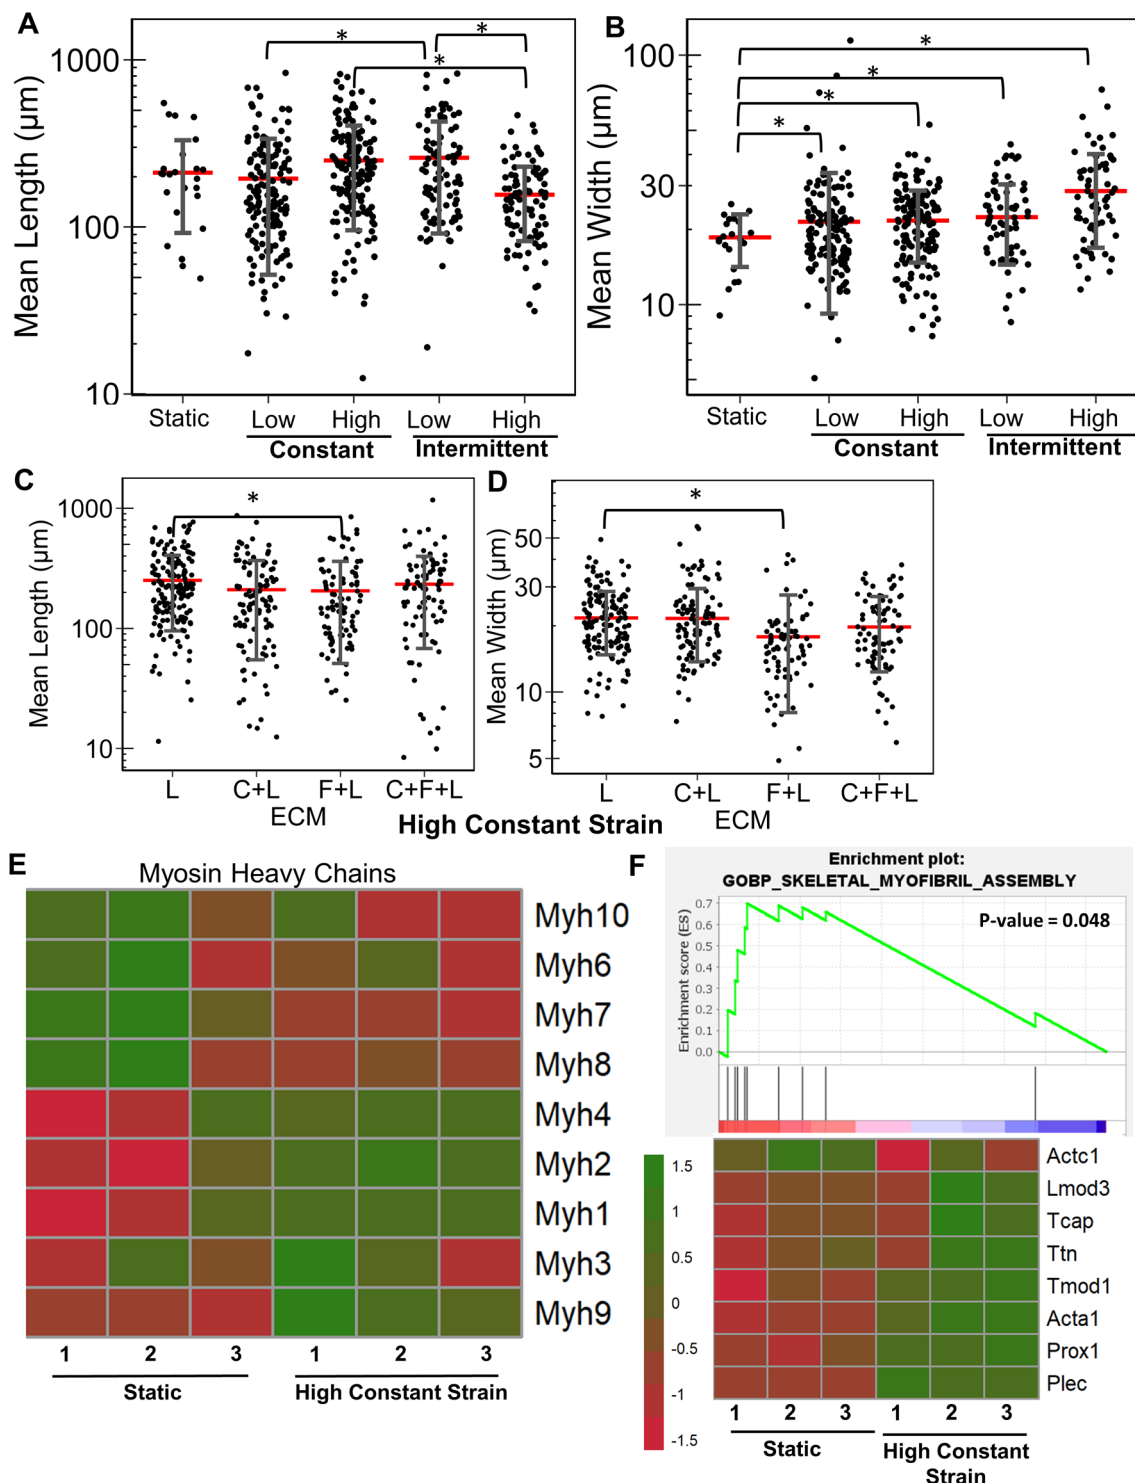 A
Mean Length (µm)
1000
100
10
*
*
*
Static
Low
High
Low
High
Constant
Intermittent
B
Mean Width (µm)
100
30
10
*
*
*
*
Static
Low
High
Low
High
Constant
Intermittent
C
Mean Length (µm)
1000
100
10
*
L
C+L
F+L
C+F+L
ECM
D
Mean Width (µm)
50
30
10
5
*
L
C+L
F+L
C+F+L
ECM
High Constant Strain
E
Myosin Heavy Chains
Myh10
Myh6
Myh7
Myh8
Myh4
Myh2
Myh1
Myh3
Myh9
1 2 3 1 2 3
Static
High Constant Strain
F
Enrichment plot:
GOBP_SKELETAL_MYOFIBRIL_ASSEMBLY
P-value = 0.048
Enrichment score (ES)
0.7
0.6
0.5
0.4
0.3
0.2
0.1
0.0
1.5
1
0.5
0
-0.5
-1
-1.5
Actc1
Lmod3
Tcap
Ttn
Tmod1
Acta1
Prox1
Plec
1 2 3 1 2 3
Static
High Constant
Strain